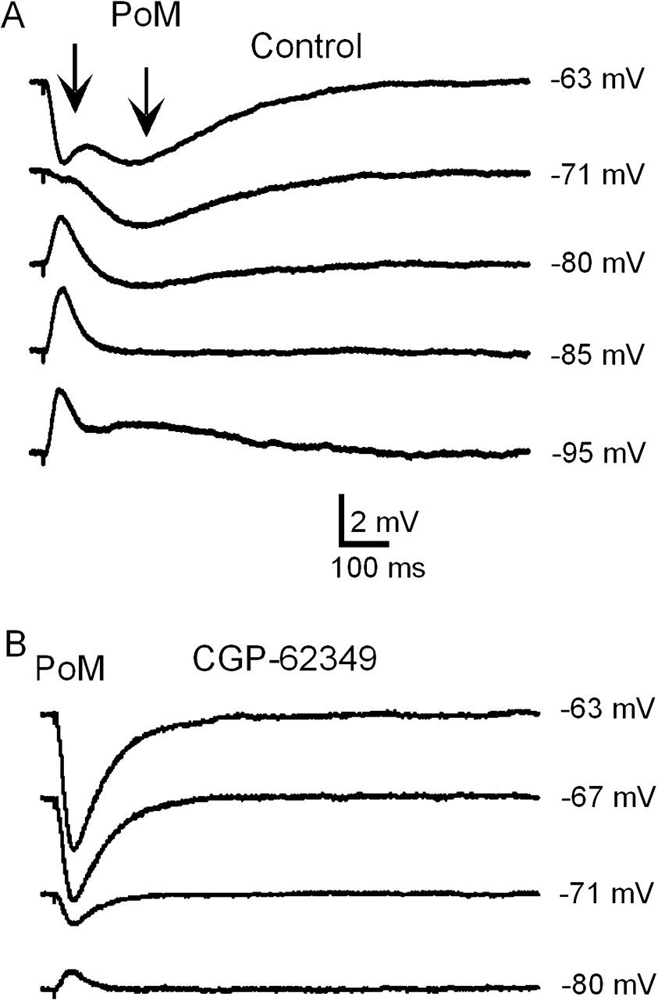 A
PoM
Control
-63 mV
-71 mV
-80 mV
-85 mV
-95 mV
2 mV
100 ms
B
PoM
CGP-62349
-63 mV
-67 mV
-71 mV
-80 mV